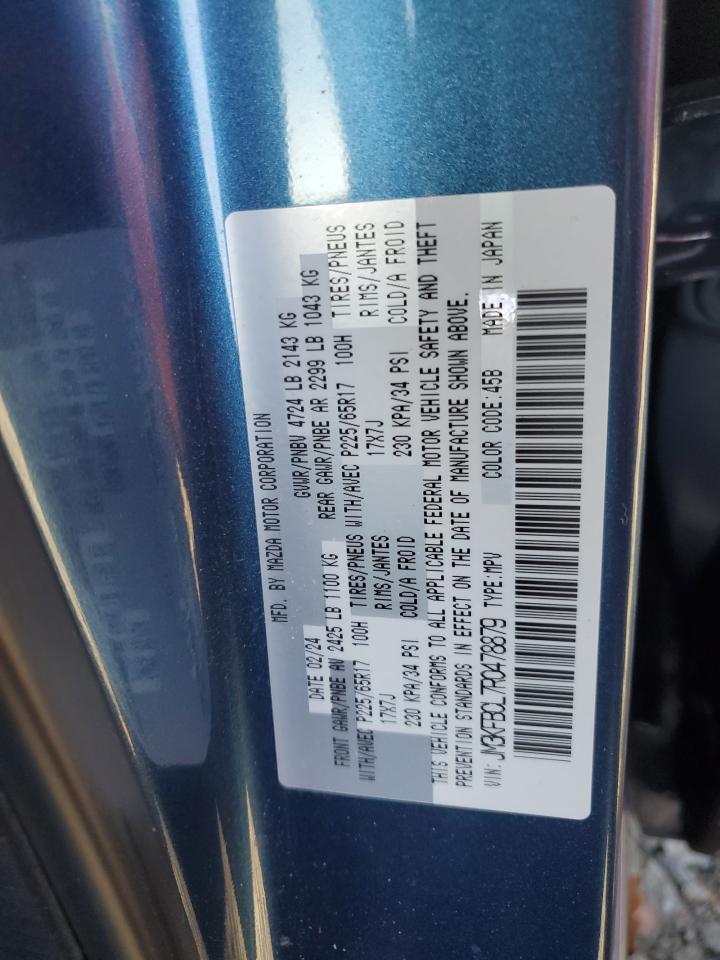 MFD. BY MAZDA MOTOR CORPORATION
DATE 02/24 GVWR/PNBV 4724 LB 2143 KG
FRONT GAWR/PNBE AV 2425 LB 1100 KG REAR GAWR/PNBE AR 2299 LB 1043 KG
WITH/AVEC P225/65R17 100H TIRES/PNEUS WITH/AVEC P225/65R17 100H TIRES/PNEUS
17X7J RIMS/JANTES 17X7J RIMS/JANTES
230 KPA/34 PSI COLD/A FROID 230 KPA/34 PSI COLD/A FROID
THIS VEHICLE CONFORMS TO ALL APPLICABLE FEDERAL MOTOR VEHICLE SAFETY AND THEFT
PREVENTION STANDARDS IN EFFECT ON THE DATE OF MANUFACTURE SHOWN ABOVE.
VIN: JM3KFBCL7R0478879 TYPE:MPV COLOR CODE:45B MADE IN JAPAN